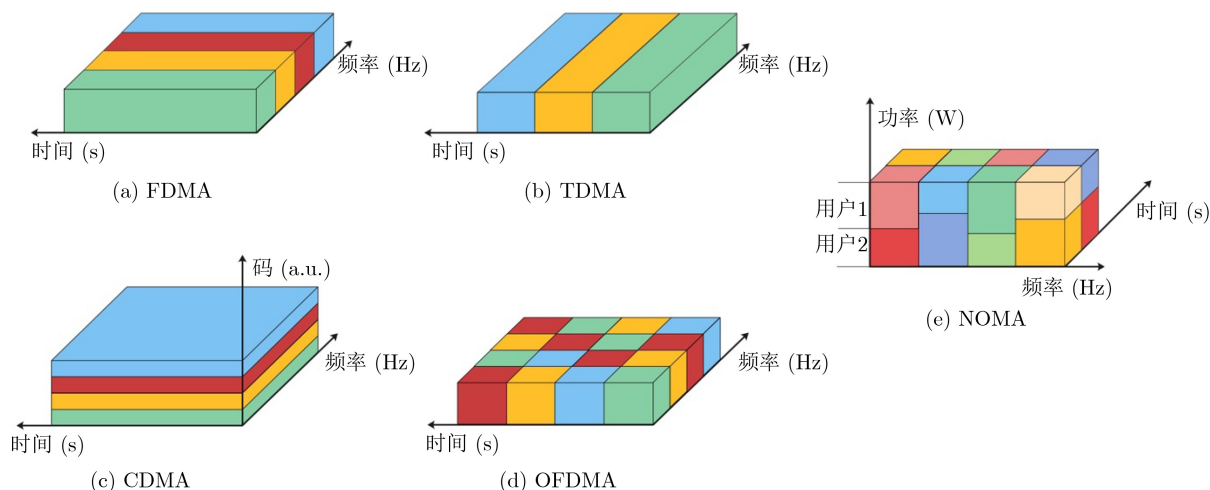 频率 (Hz)
时间 (s)
(a) FDMA
频率 (Hz)
时间 (s)
(b) TDMA
功率 (W)
用户1
用户2
时间 (s)
频率 (Hz)
(e) NOMA
码 (a.u.)
频率 (Hz)
时间 (s)
(c) CDMA
频率 (Hz)
时间 (s)
(d) OFDMA